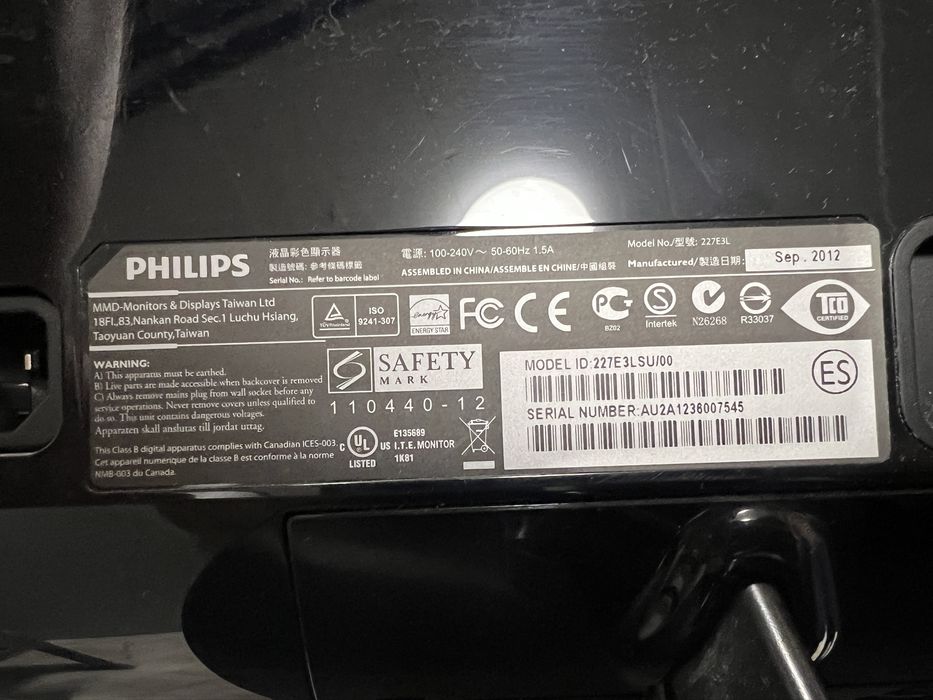 PHILIPS
液晶彩色顯示器
製造號碼: 參考條碼標籤
Serial No.: Refer to barcode label
電源: 100-240V ~ 50-60Hz 1.5A
ASSEMBLED IN CHINA/ASSEMBLE EN CHINE/中國組裝
Model No./型號: 227E3L
Manufactured/製造日期:
Sep. 2012
MMD-Monitors & Displays Taiwan Ltd
18Fl.,83,Nankan Road Sec.1 Luchu Hsiang,
Taoyuan County,Taiwan
TÜVRheinland
ISO
9241-307
energy
ENERGY STAR
FC CE
PG
BZ02
S
Intertek
N26268
R33037
TCO
CERTIFIED
WARNING:
A) This apparatus must be earthed.
B) Live parts are made accessible when backcover is removed
C) Always remove mains plug from wall socket before any
service operations. Never remove covers unless qualified to
do so. This unit contains dangerous voltages.
Apparaten skall anslutas till jordat uttag.
This Class B digital apparatus complies with Canadian ICES-003.
Cet appareil numerique de la classe B est conforme à la norme
NMB-003 du Canada.
S SAFETY
MARK
110440-12
C UL US
LISTED
E135689
I.T.E. MONITOR
1K81
MODEL ID:227E3LSU/00
SERIAL NUMBER:AU2A1236007545
ES